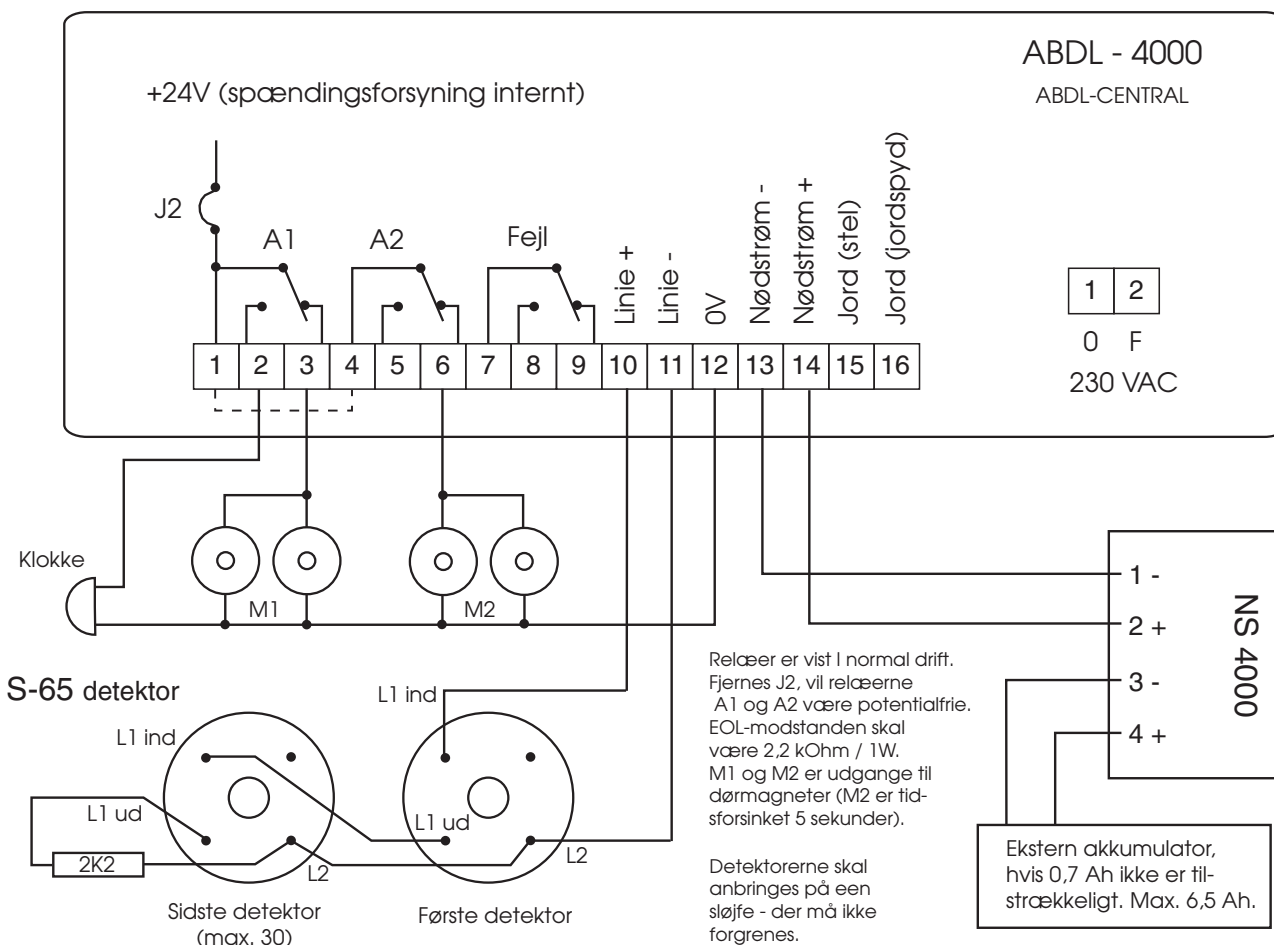 ABDL - 4000
ABDL-CENTRAL
+24V (spændingsforsyning internt)
J2
A1
A2
Fejl
Linie +
Linie -
0V
Nødstrøm -
Nødstrøm +
Jord (stel)
Jord (jordspyd)
1 2 3 4 5 6 7 8 9 10 11 12 13 14 15 16
1 2
0 F
230 VAC
Klokke
M1
M2
1 -
2 +
3 -
4 +
NS 4000
S-65 detektor
L1 ind
L1 ud
2K2
L2
Sidste detektor
(max. 30)
L1 ind
L1 ud
L2
Første detektor
Relæer er vist I normal drift.
Fjernes J2, vil relæerne
A1 og A2 være potentialfrie.
EOL-modstanden skal
være 2,2 kOhm / 1W.
M1 og M2 er udgange til
dørmagneter (M2 er tid-
sforsinket 5 sekunder).
Detektorerne skal
anbringes på een
sløjfe - der må ikke
forgrenes.
Ekstern akkumulator,
hvis 0,7 Ah ikke er til-
strækkeligt. Max. 6,5 Ah.